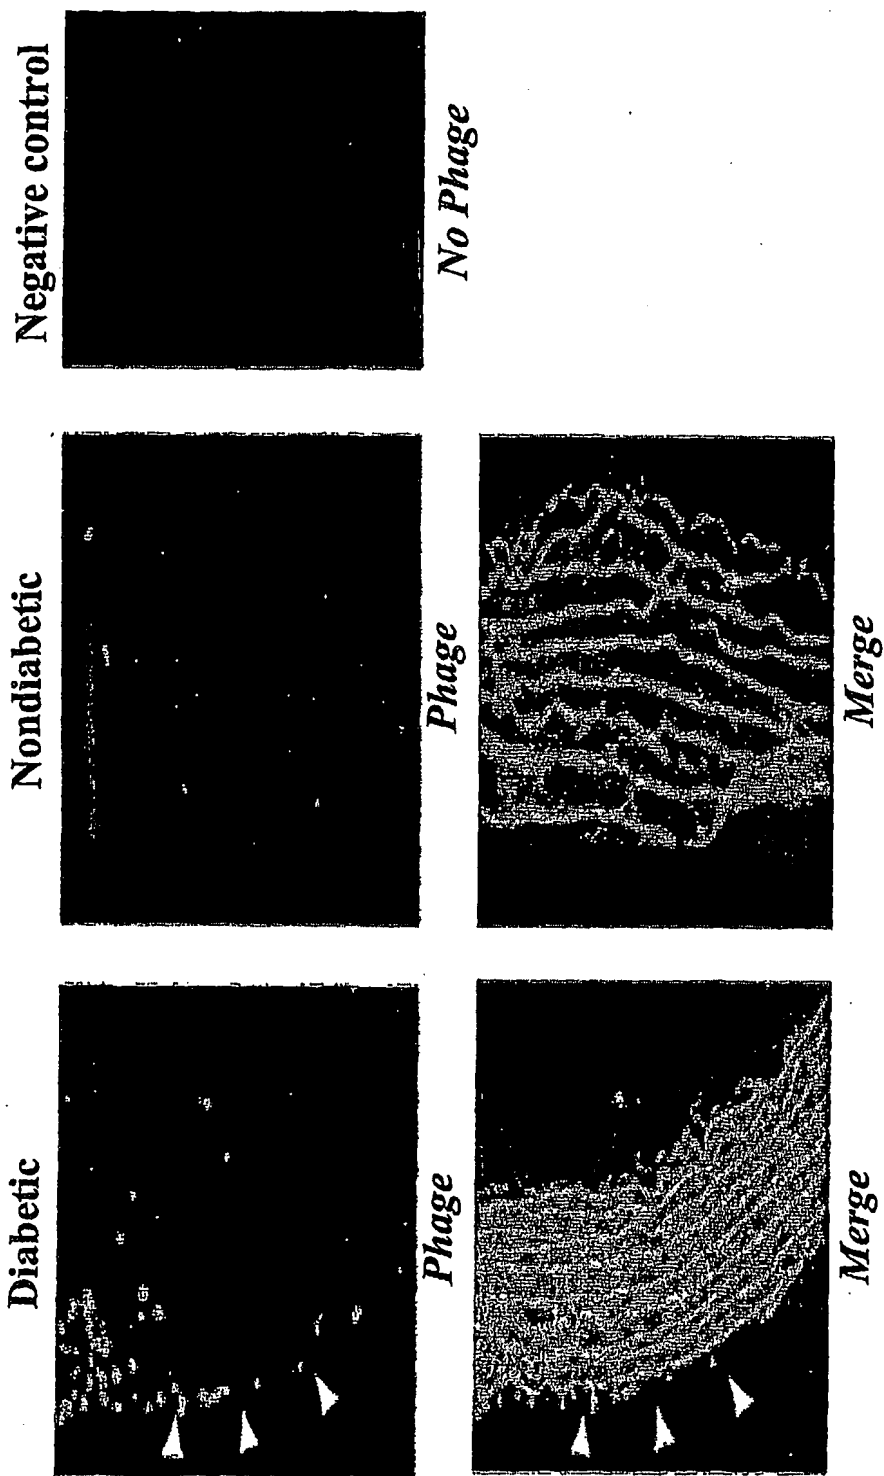 Diabetic
Nondiabetic
Negative control
Phage
Phage
No Phage
Merge
Merge